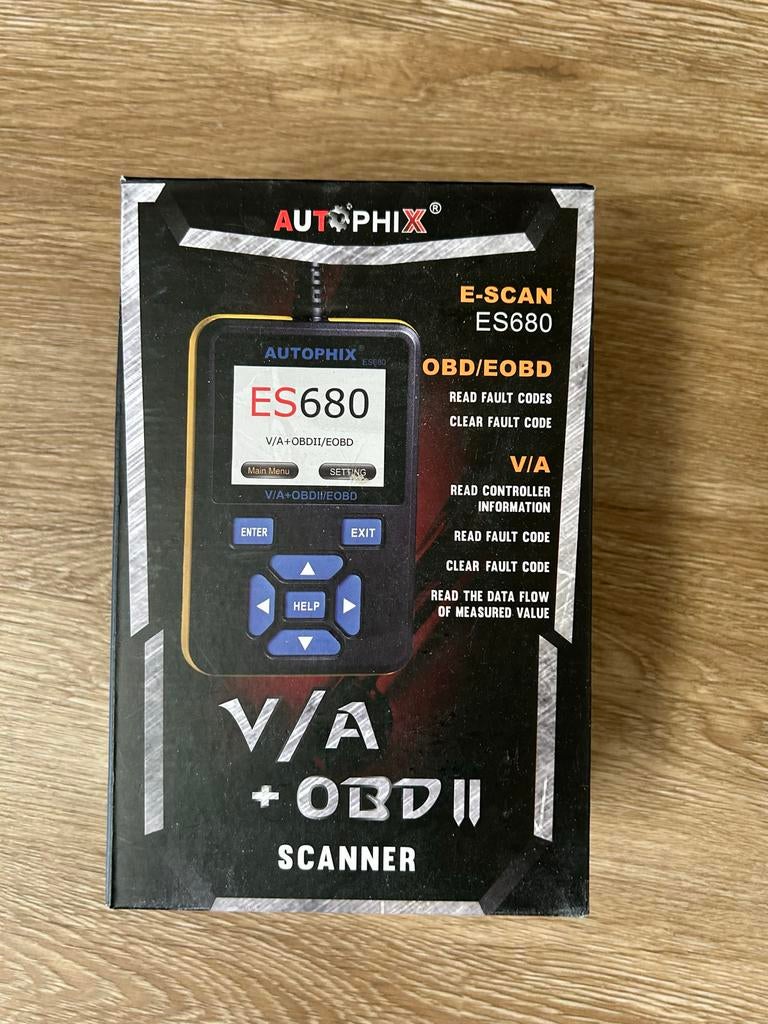 AUTOPHIX®
E-SCAN
ES680
OBD/EOBD
READ FAULT CODES
CLEAR FAULT CODE
V/A
READ CONTROLLER
INFORMATION
READ FAULT CODE
CLEAR FAULT CODE
READ THE DATA FLOW
OF MEASURED VALUE
AUTOPHIX®
ES680
ES680
V/A+OBDII/EOBD
Main Menu SETTING
V/A+OBDII/EOBD
ENTER EXIT
HELP
V/A
+ OBD II
SCANNER